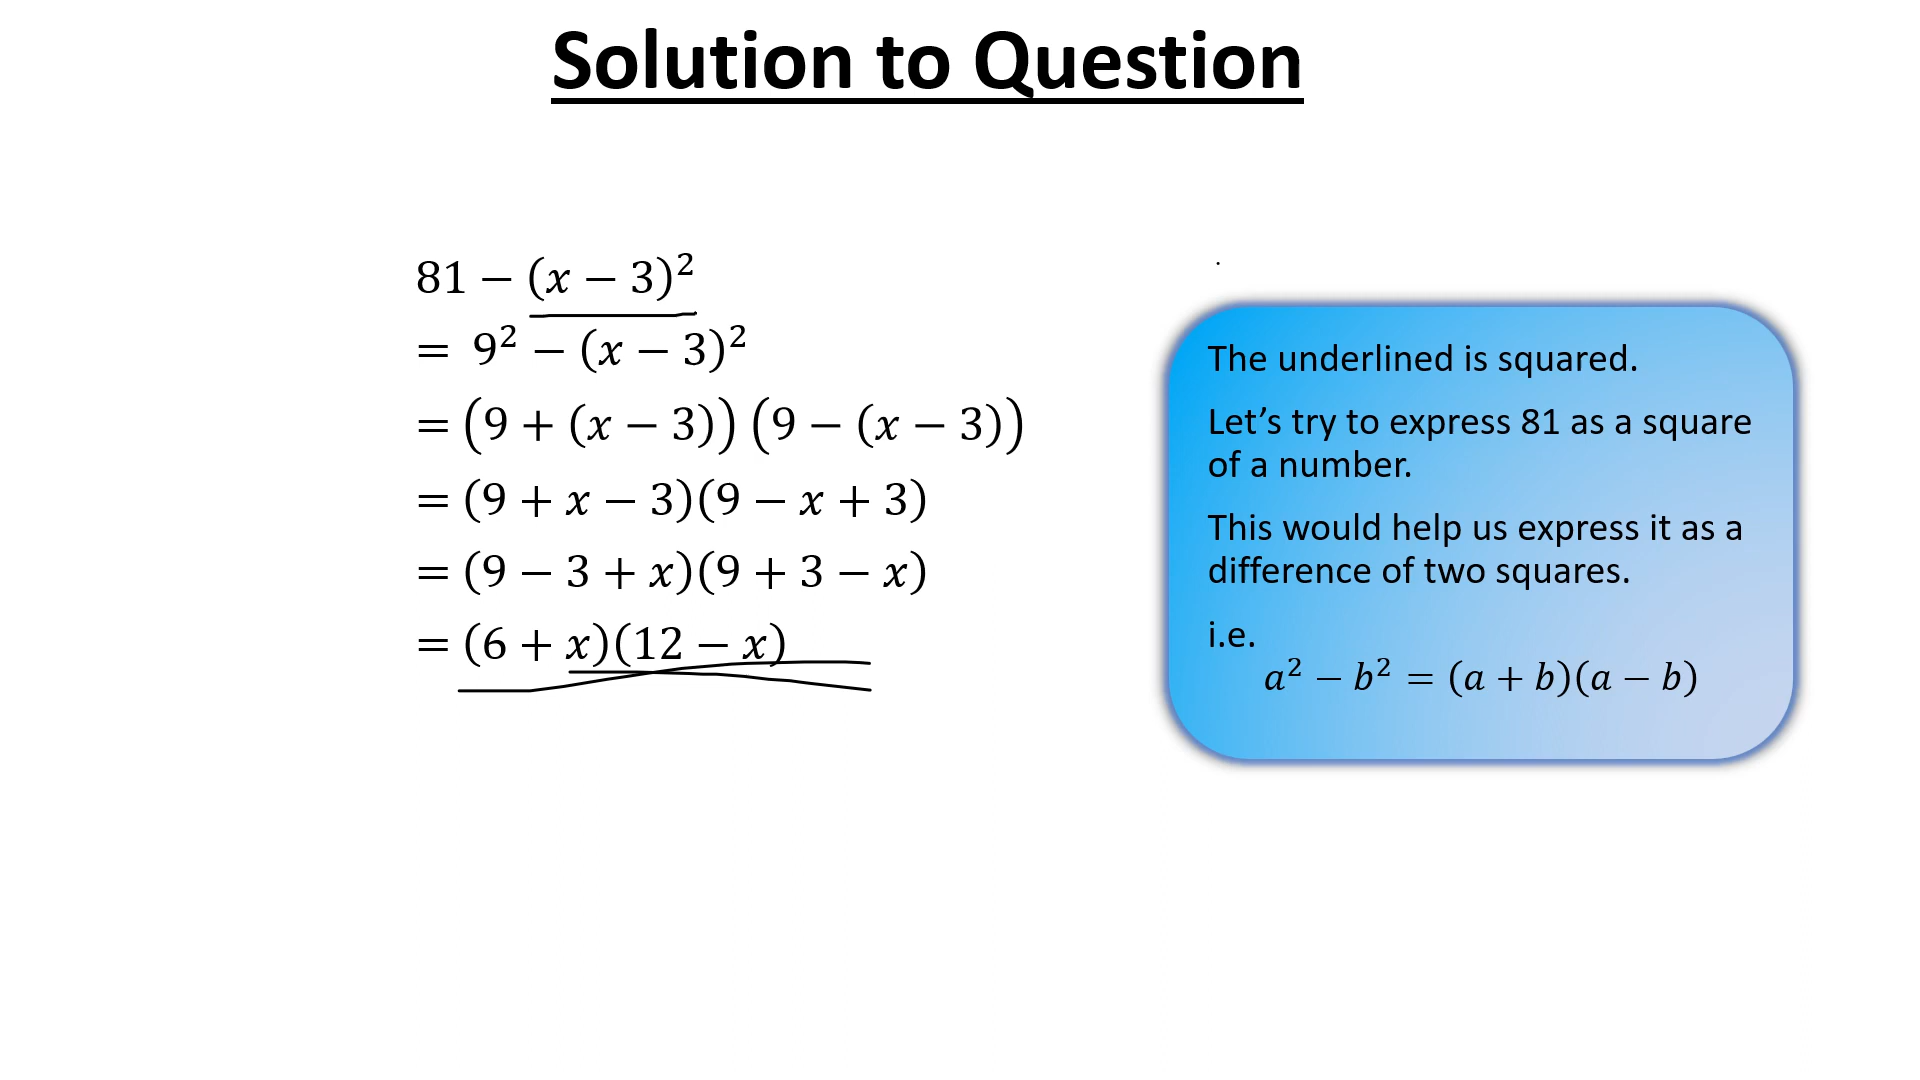 Solution to Question
81 − (x − 3)²
= 9² − (x − 3)²
= (9 + (x − 3)) (9 − (x − 3))
= (9 + x − 3)(9 − x + 3)
= (9 − 3 + x)(9 + 3 − x)
= (6 + x)(12 − x)
The underlined is squared.
Let’s try to express 81 as a square
of a number.
This would help us express it as a
difference of two squares.
i.e.
a² − b² = (a + b)(a − b)